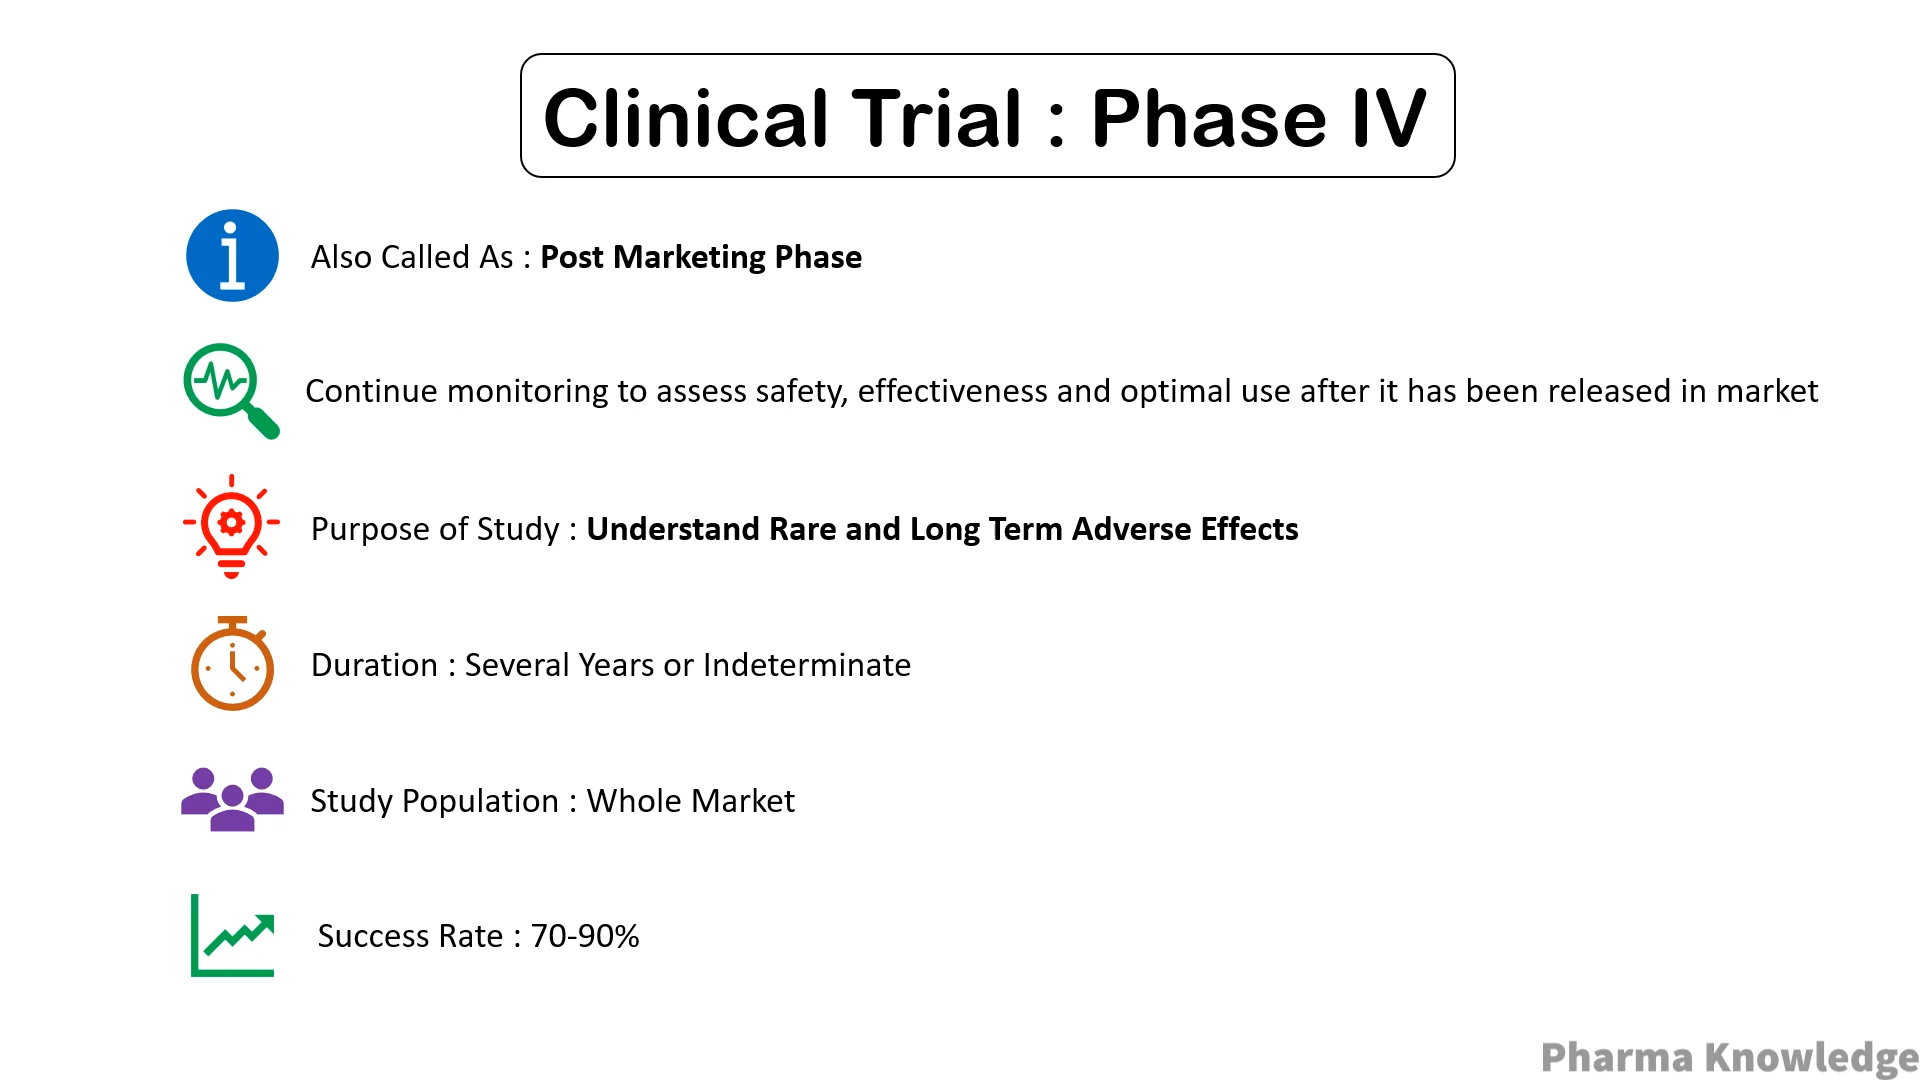 Clinical Trial : Phase IV
Also Called As : Post Marketing Phase
Continue monitoring to assess safety, effectiveness and optimal use after it has been released in market
Purpose of Study : Understand Rare and Long Term Adverse Effects
Duration : Several Years or Indeterminate
Study Population : Whole Market
Success Rate : 70-90%
Pharma Knowledge